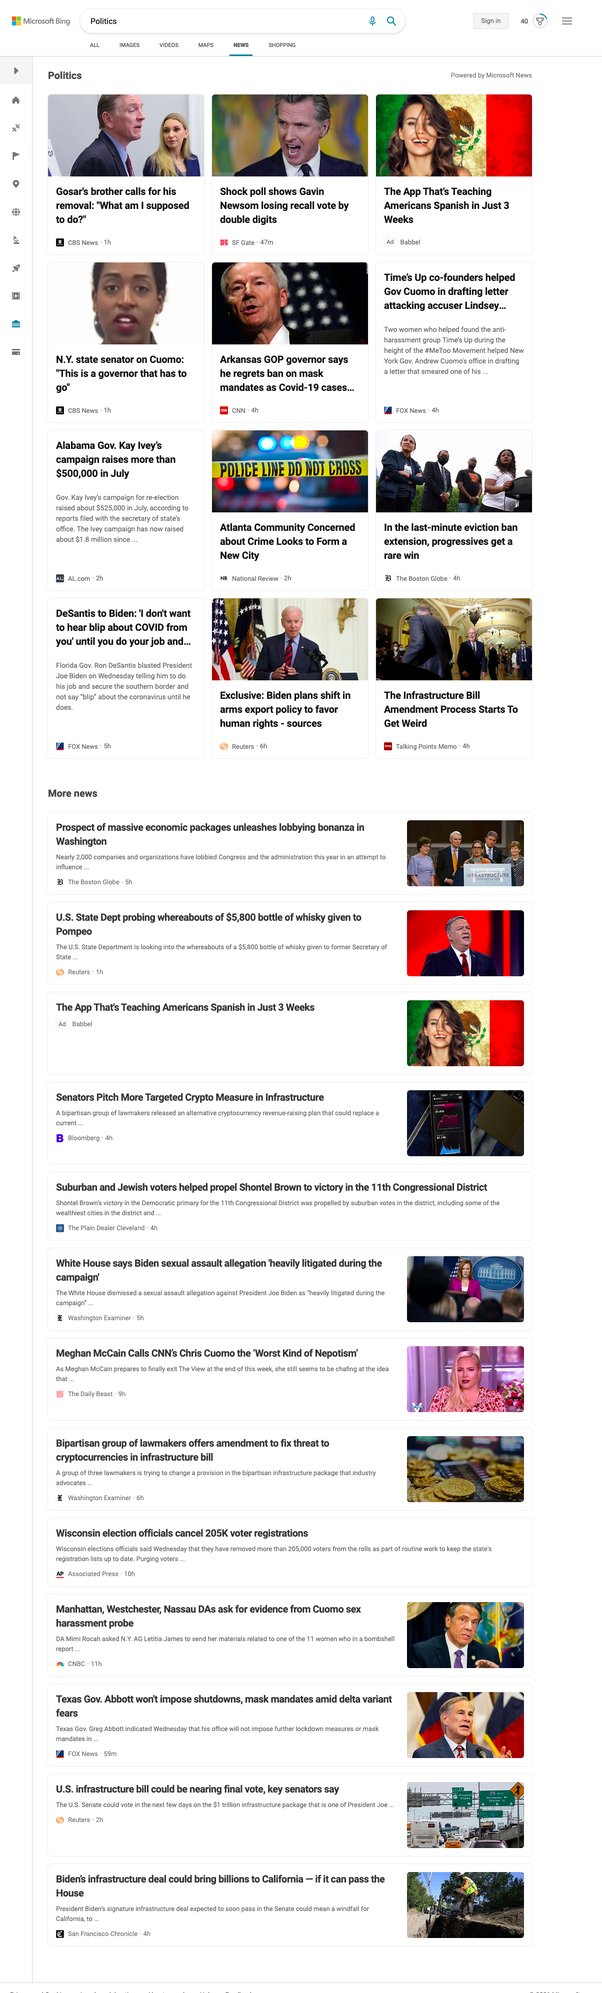 Microsoft Bing
Politics
Sign in
40
ALL
IMAGES
VIDEOS
MAPS
NEWS
SHOPPING
Politics
Powered by Microsoft News
Gosar's brother calls for his
removal: "What am I supposed
to do?"
CBS News · 1h
Shock poll shows Gavin
Newsom losing recall vote by
double digits
SF Gate · 47m
The App That's Teaching
Americans Spanish in Just 3
Weeks
Ad Babbel
N.Y. state senator on Cuomo:
"This is a governor that has to
go"
CBS News · 1h
Arkansas GOP governor says
he regrets ban on mask
mandates as Covid-19 cases...
CNN · 4h
Time's Up co-founders helped
Gov Cuomo in drafting letter
attacking accuser Lindsey...
Two women who helped found the anti-
harassment group Time's Up during the
height of the #MeToo Movement helped New
York Gov. Andrew Cuomo's office in drafting
a letter that smeared one of his ...
FOX News · 4h
Alabama Gov. Kay Ivey's
campaign raises more than
$500,000 in July
Gov. Kay Ivey's campaign for re-election
raised about $525,000 in July, according to
reports filed with the secretary of state's
office. The Ivey campaign has now raised
about $1.8 million since ...
AL.com · 2h
POLICE LINE DO NOT CROSS
Atlanta Community Concerned
about Crime Looks to Form a
New City
NR National Review · 2h
In the last-minute eviction ban
extension, progressives get a
rare win
B The Boston Globe · 4h
DeSantis to Biden: 'I don't want
to hear blip about COVID from
you' until you do your job and...
Florida Gov. Ron DeSantis blasted President
Joe Biden on Wednesday telling him to do
his job and secure the southern border and
not say "blip" about the coronavirus until he
does.
FOX News · 5h
Exclusive: Biden plans shift in
arms export policy to favor
human rights - sources
Reuters · 6h
The Infrastructure Bill
Amendment Process Starts To
Get Weird
Talking Points Memo · 4h
More news
Prospect of massive economic packages unleashes lobbying bonanza in
Washington
Nearly 2,000 companies and organizations have lobbied Congress and the administration this year in an attempt to
influence ...
B The Boston Globe · 5h
INFRASTRUCTURE
U.S. State Dept probing whereabouts of $5,800 bottle of whisky given to
Pompeo
The U.S. State Department is looking into the whereabouts of a $5,800 bottle of whisky given to former Secretary of
State ...
Reuters · 1h
The App That's Teaching Americans Spanish in Just 3 Weeks
Ad Babbel
Senators Pitch More Targeted Crypto Measure in Infrastructure
A bipartisan group of lawmakers released an alternative cryptocurrency revenue-raising plan that could replace a
current ...
B Bloomberg · 4h
Suburban and Jewish voters helped propel Shontel Brown to victory in the 11th Congressional District
Shontel Brown's victory in the Democratic primary for the 11th Congressional District was propelled by suburban votes in the district, including some of the
wealthiest cities in the district and ...
The Plain Dealer Cleveland · 4h
White House says Biden sexual assault allegation 'heavily litigated during the
campaign'
The White House dismissed a sexual assault allegation against President Joe Biden as "heavily litigated during the
campaign" ...
Washington Examiner · 5h
Meghan McCain Calls CNN's Chris Cuomo the 'Worst Kind of Nepotism'
As Meghan McCain prepares to finally exit The View at the end of this week, she still seems to be chafing at the idea
that ...
The Daily Beast · 9h
Bipartisan group of lawmakers offers amendment to fix threat to
cryptocurrencies in infrastructure bill
A group of three lawmakers is trying to change a provision in the bipartisan infrastructure package that industry
advocates ...
Washington Examiner · 6h
Wisconsin election officials cancel 205K voter registrations
Wisconsin elections officials said Wednesday that they have removed more than 205,000 voters from the rolls as part of routine work to keep the state's
registration lists up to date. Purging voters ...
AP Associated Press · 10h
Manhattan, Westchester, Nassau DAs ask for evidence from Cuomo sex
harassment probe
DA Mimi Rocah asked N.Y. AG Letitia James to send her materials related to one of the 11 women who in a bombshell
report ...
CNBC · 11h
Texas Gov. Abbott won't impose shutdowns, mask mandates amid delta variant
fears
Texas Gov. Greg Abbott indicated Wednesday that his office will not impose further lockdown measures or mask
mandates in ...
FOX News · 59m
U.S. infrastructure bill could be nearing final vote, key senators say
The U.S. Senate could vote in the next few days on the $1 trillion infrastructure package that is one of President Joe ...
Reuters · 2h
Biden's infrastructure deal could bring billions to California — if it can pass the
House
President Biden's signature infrastructure deal expected to soon pass in the Senate could mean a windfall for
California, to ...
San Francisco Chronicle · 4h